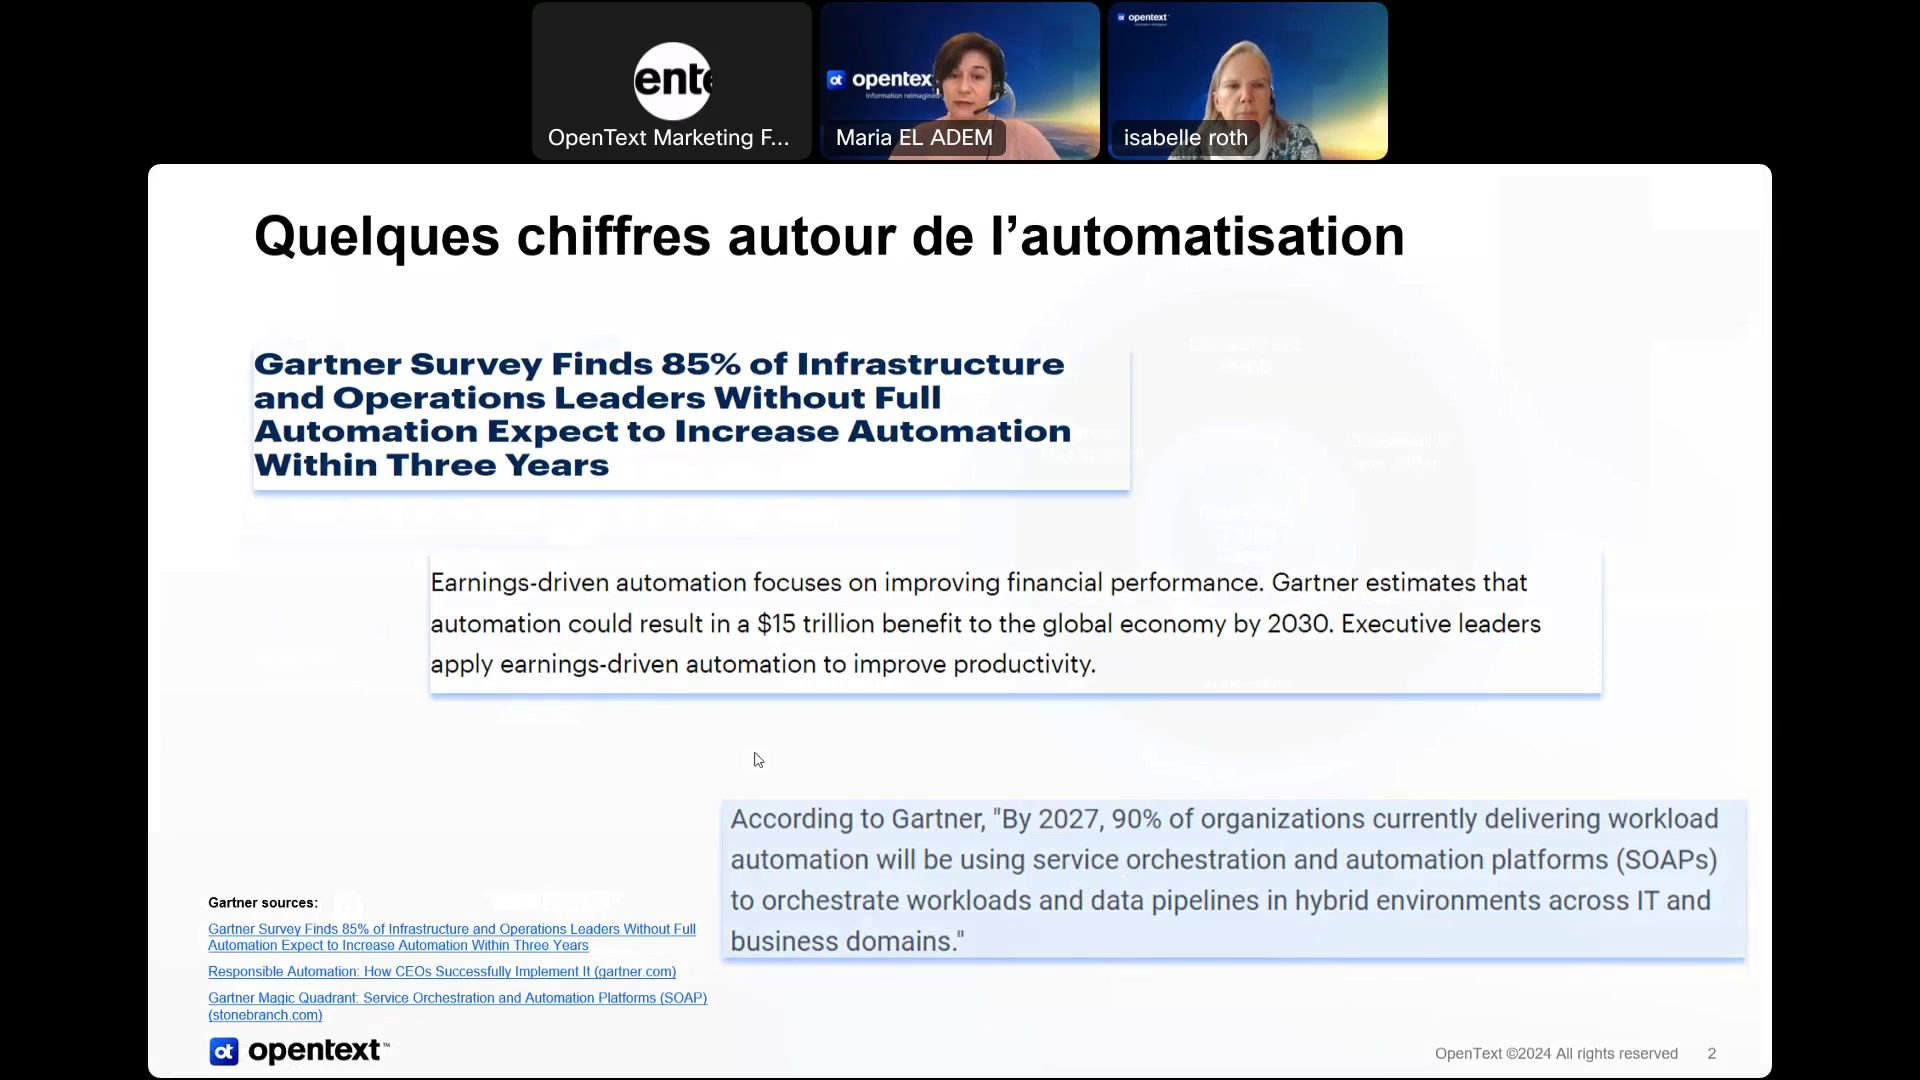 ente
OpenText Marketing F...
opentex
Information reimagined
Maria EL ADEM
opentext
isabelle roth
Quelques chiffres autour de l’automatisation
Gartner Survey Finds 85% of Infrastructure
and Operations Leaders Without Full
Automation Expect to Increase Automation
Within Three Years
Earnings-driven automation focuses on improving financial performance. Gartner estimates that
automation could result in a $15 trillion benefit to the global economy by 2030. Executive leaders
apply earnings-driven automation to improve productivity.
According to Gartner, "By 2027, 90% of organizations currently delivering workload
automation will be using service orchestration and automation platforms (SOAPs)
to orchestrate workloads and data pipelines in hybrid environments across IT and
business domains."
Gartner sources:
Gartner Survey Finds 85% of Infrastructure and Operations Leaders Without Full
Automation Expect to Increase Automation Within Three Years
Responsible Automation: How CEOs Successfully Implement It (gartner.com)
Gartner Magic Quadrant: Service Orchestration and Automation Platforms (SOAP)
(stonebranch.com)
ot opentext™
OpenText ©2024 All rights reserved 2